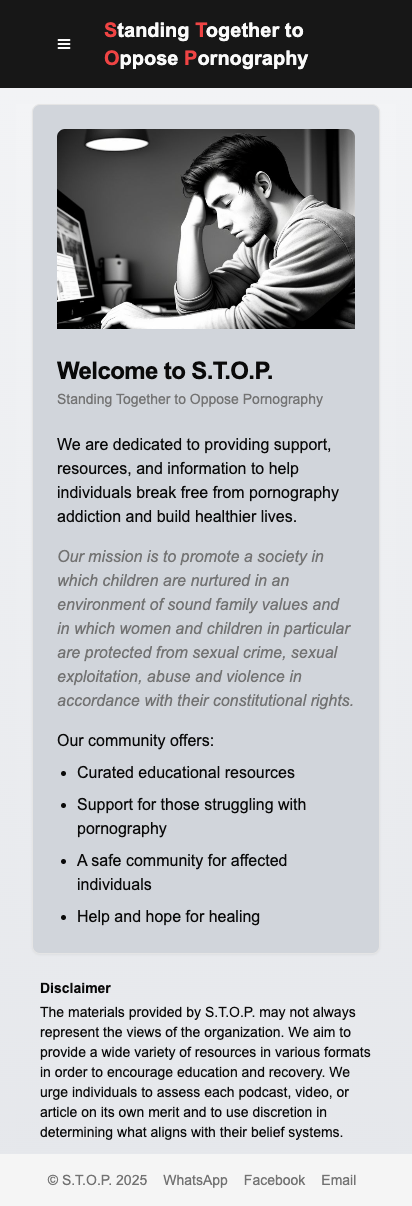 Standing Together to
Oppose Pornography
Welcome to S.T.O.P.
Standing Together to Oppose Pornography
We are dedicated to providing support,
resources, and information to help
individuals break free from pornography
addiction and build healthier lives.
Our mission is to promote a society in
which children are nurtured in an
environment of sound family values and
in which women and children in particular
are protected from sexual crime, sexual
exploitation, abuse and violence in
accordance with their constitutional rights.
Our community offers:
• Curated educational resources
• Support for those struggling with
pornography
• A safe community for affected
individuals
• Help and hope for healing
Disclaimer
The materials provided by S.T.O.P. may not always
represent the views of the organization. We aim to
provide a wide variety of resources in various formats
in order to encourage education and recovery. We
urge individuals to assess each podcast, video, or
article on its own merit and to use discretion in
determining what aligns with their belief systems.
© S.T.O.P. 2025 WhatsApp Facebook Email